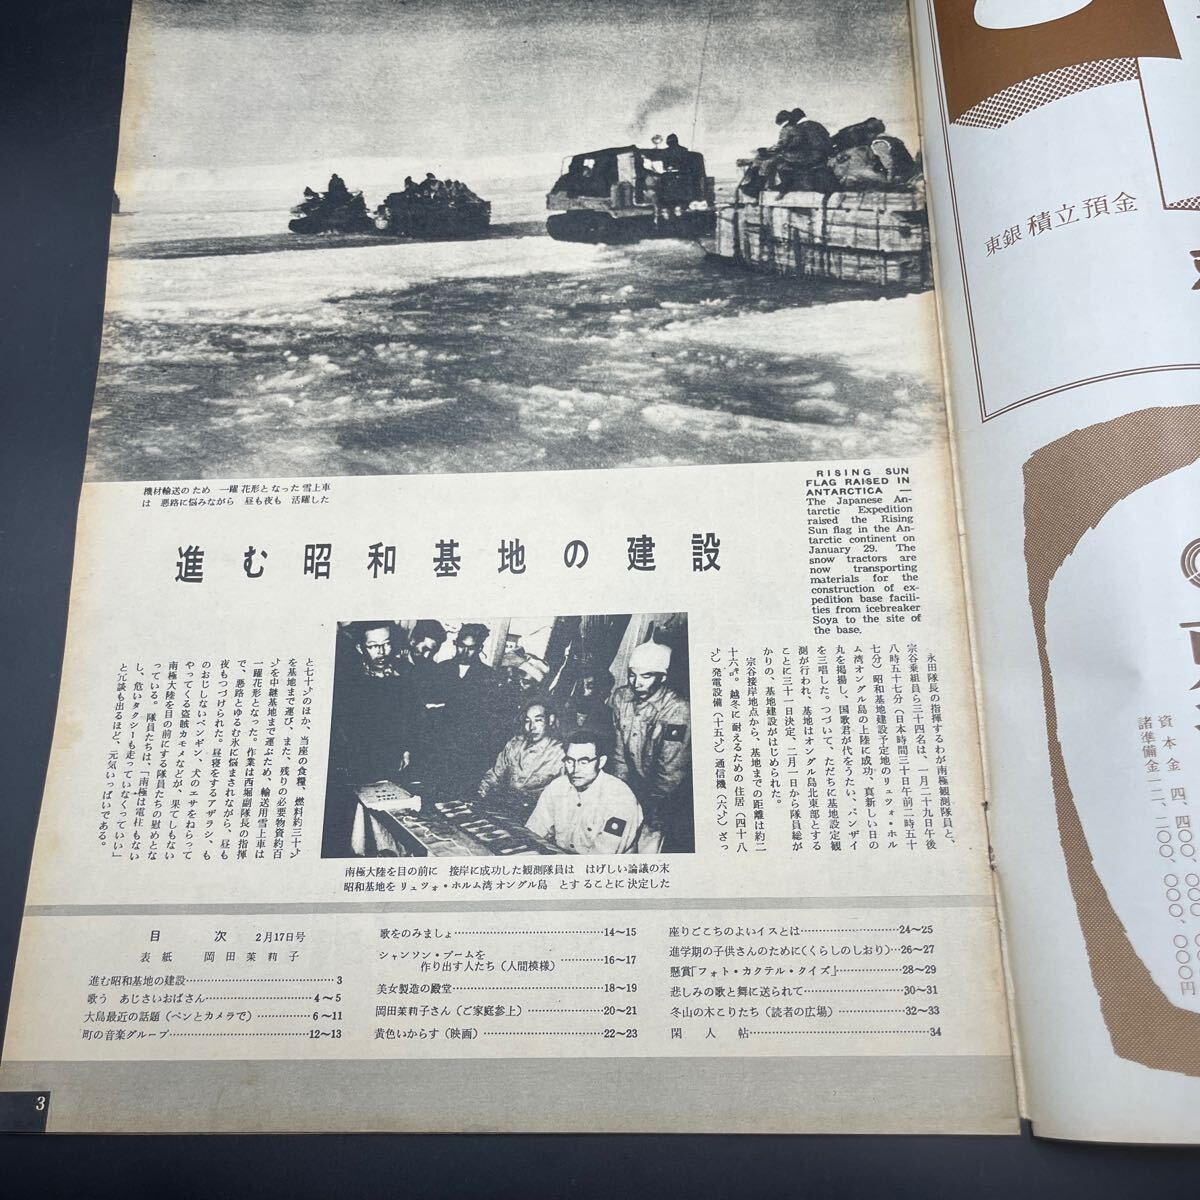 機材輸送のため 一躍花形となった雪上車
は 悪路に悩みながら 昼も夜も 活躍した
RISING SUN
FLAG RAISED IN
ANTARCTICA —
The Japanese An-
tarctic Expedition
raised the Rising
Sun flag in the An-
tarctic continent on
January 29. The
snow tractors are
now transporting
materials for the
construction of ex-
pedition base facili-
ties from icebreaker
Soya to the site of
the base.
進む昭和基地の建設
永田隊長の指揮するわが南極観測隊員と、
宗谷乗組員ら三十四名は、一月二十九日午後
八時五十七分（日本時間三十日午前二時五十
七分）昭和基地建設予定地のリュツォ・ホル
ム湾オングル島の上陸に成功、真新しい日の
丸を掲揚し、国歌君が代をうたい、バンザイ
を三唱した。つづいて、ただちに基地設定観
測が行われ、基地はオングル島北東部とする
ことに三十一日決定、二月一日から隊員総が
かりの、基地建設がはじめられた。
宗谷接岸地点から、基地までの距離は約二
十六㌔。越冬に耐えるための住居（四十八
㌧）発電設備（十五㌧）通信機（六㌧）ざっ
と七十㌧のほか、当座の食糧、燃料約三十㌧
を基地まで運び、また、残りの必要物資約百
㌧を中継基地まで運ぶため、輸送用雪上車は
一躍花形となった。作業は西堀副隊長の指揮
で、悪路とゆるむ氷に悩まされながら、昼も
夜もつづけられた。昼寝をするアザラシ、も
のおじしないペンギン、犬のエサをねらって
やってくる盗賊カモメなどが、果てしもない
南極大陸を目の前にする隊員たちの慰めとな
っている。隊員たちは、「南極は電柱もない
し、危いタクシーも走っていなくっていい」
と冗談も出るほど、元気いっぱいである。
南極大陸を目の前に 接岸に成功した観測隊員は はげしい論議の末
昭和基地をリュツォ・ホルム湾オングル島 とすることに決定した
目 次 2月17日号
表紙 岡田茉莉子
進む昭和基地の建設……3
歌う あじさいおばさん……4〜5
大島最近の話題（ペンとカメラで）……6〜11
町の音楽グループ……12〜13
歌をのみましょ……14〜15
シャンソン・ブームを
作り出す人たち（人間模様）……16〜17
美女製造の殿堂……18〜19
岡田茉莉子さん（ご家庭参上）……20〜21
黄色いからす（映画）……22〜23
座りごこちのよいイスとは……24〜25
進学期の子供さんのために（くらしのしおり）……26〜27
懸賞「フォト・カクテル・クイズ」……28〜29
悲しみの歌と舞に送られて……30〜31
冬山の木こりたち（読者の広場）……32〜33
閑人帖……34
3
東銀積立預金
資本金 四、四〇〇、〇〇〇、〇〇〇円
諸準備金 一二、二〇〇、〇〇〇、〇〇〇円